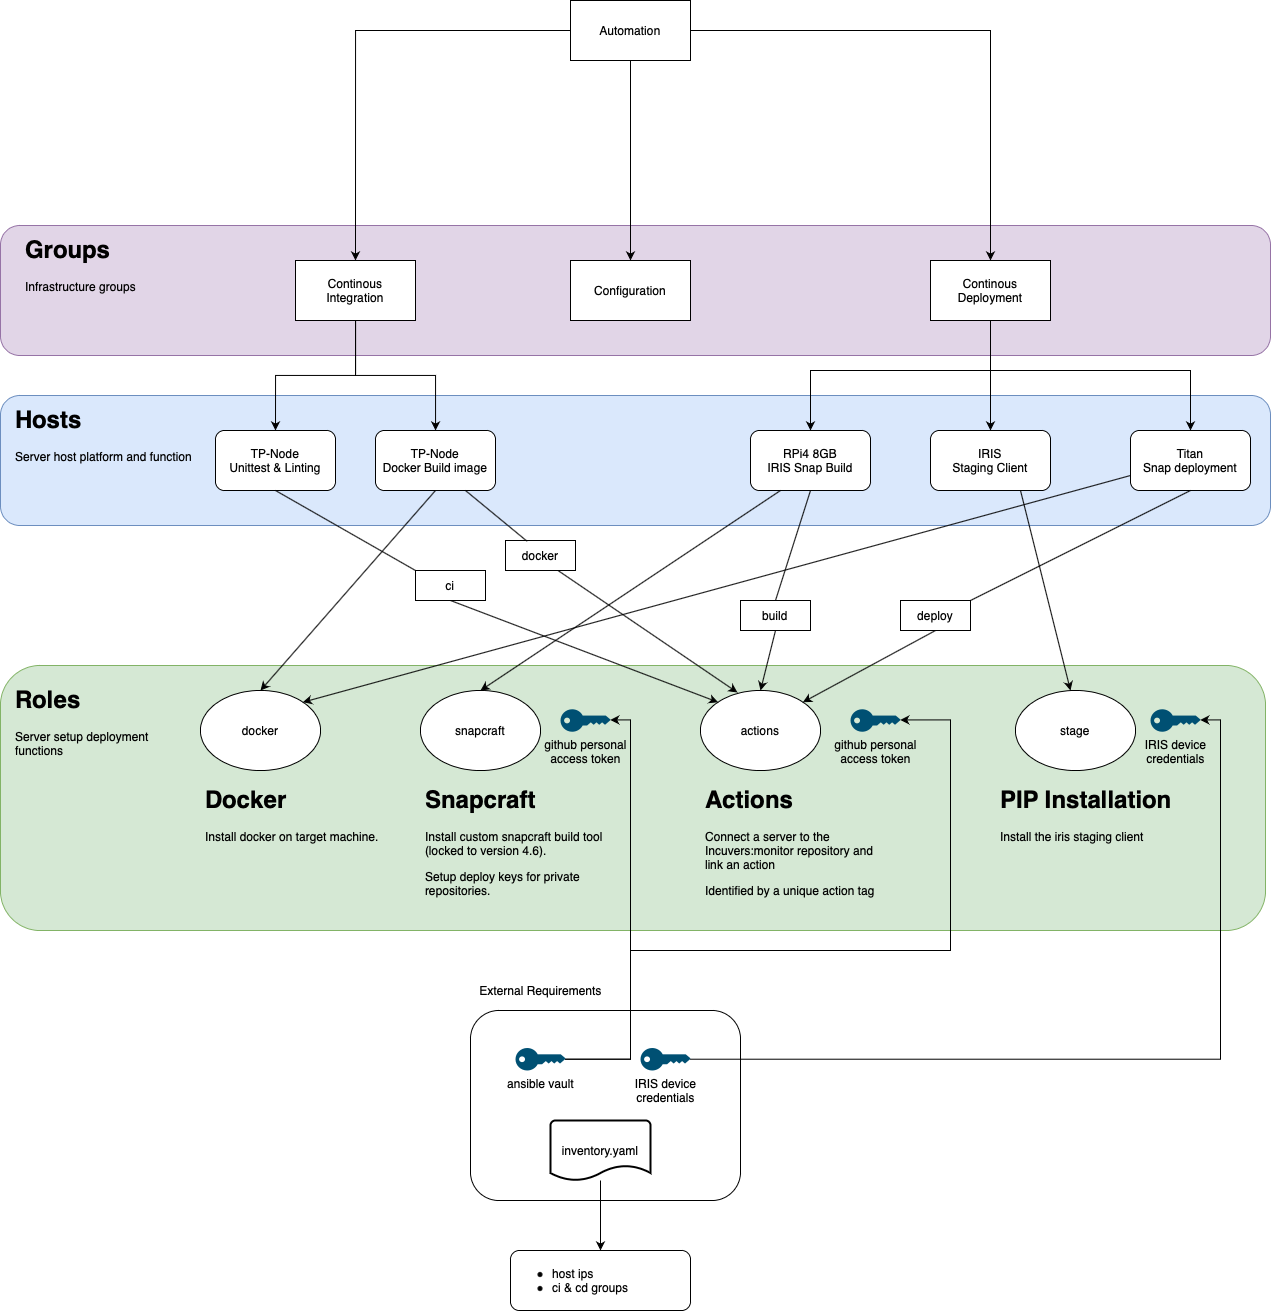 Automation
Groups
Infrastructure groups
Continous
Integration
Configuration
Continous
Deployment
Hosts
Server host platform and function
TP-Node
Unittest & Linting
TP-Node
Docker Build image
RPi4 8GB
IRIS Snap Build
IRIS
Staging Client
Titan
Snap deployment
docker
ci
build
deploy
Roles
Server setup deployment
functions
docker
snapcraft
github personal
access token
actions
github personal
access token
stage
IRIS device
credentials
Docker
Install docker on target machine.
Snapcraft
Install custom snapcraft build tool
(locked to version 4.6).
Setup deploy keys for private
repositories.
Actions
Connect a server to the
Incuvers:monitor repository and
link an action
Identified by a unique action tag
PIP Installation
Install the iris staging client
External Requirements
ansible vault
IRIS device
credentials
inventory.yaml
• host ips
• ci & cd groups